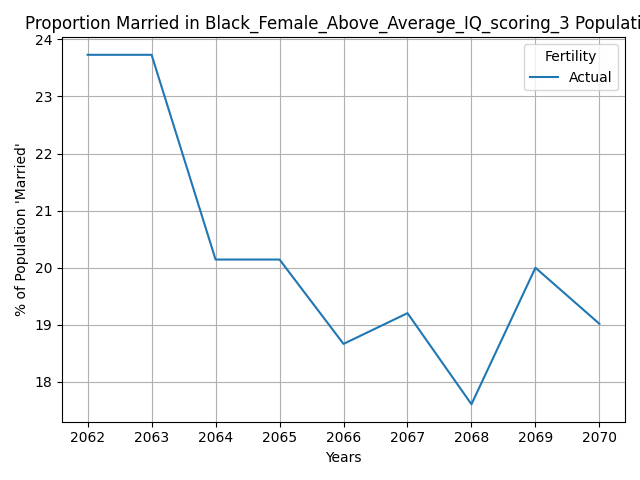 Proportion Married in Black_Female_Above_Average_IQ_scoring_3 Populati
24
23
22
21
20
19
18
% of Population 'Married'
Fertility
Actual
2062 2063 2064 2065 2066 2067 2068 2069 2070
Years